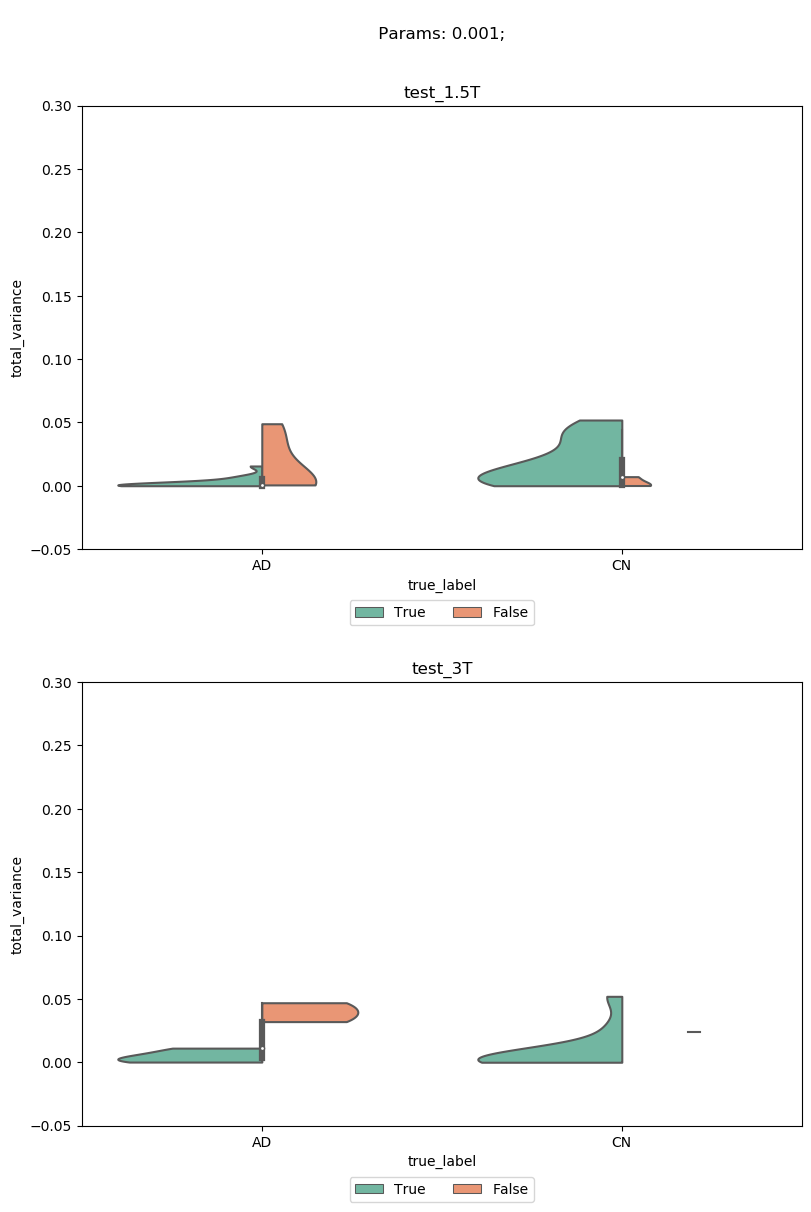 Params: 0.001;
test_1.5T
0.30
0.25
0.20
0.15
0.10
0.05
0.00
−0.05
total_variance
AD CN
true_label
True False
test_3T
0.30
0.25
0.20
0.15
0.10
0.05
0.00
−0.05
total_variance
AD CN
true_label
True False